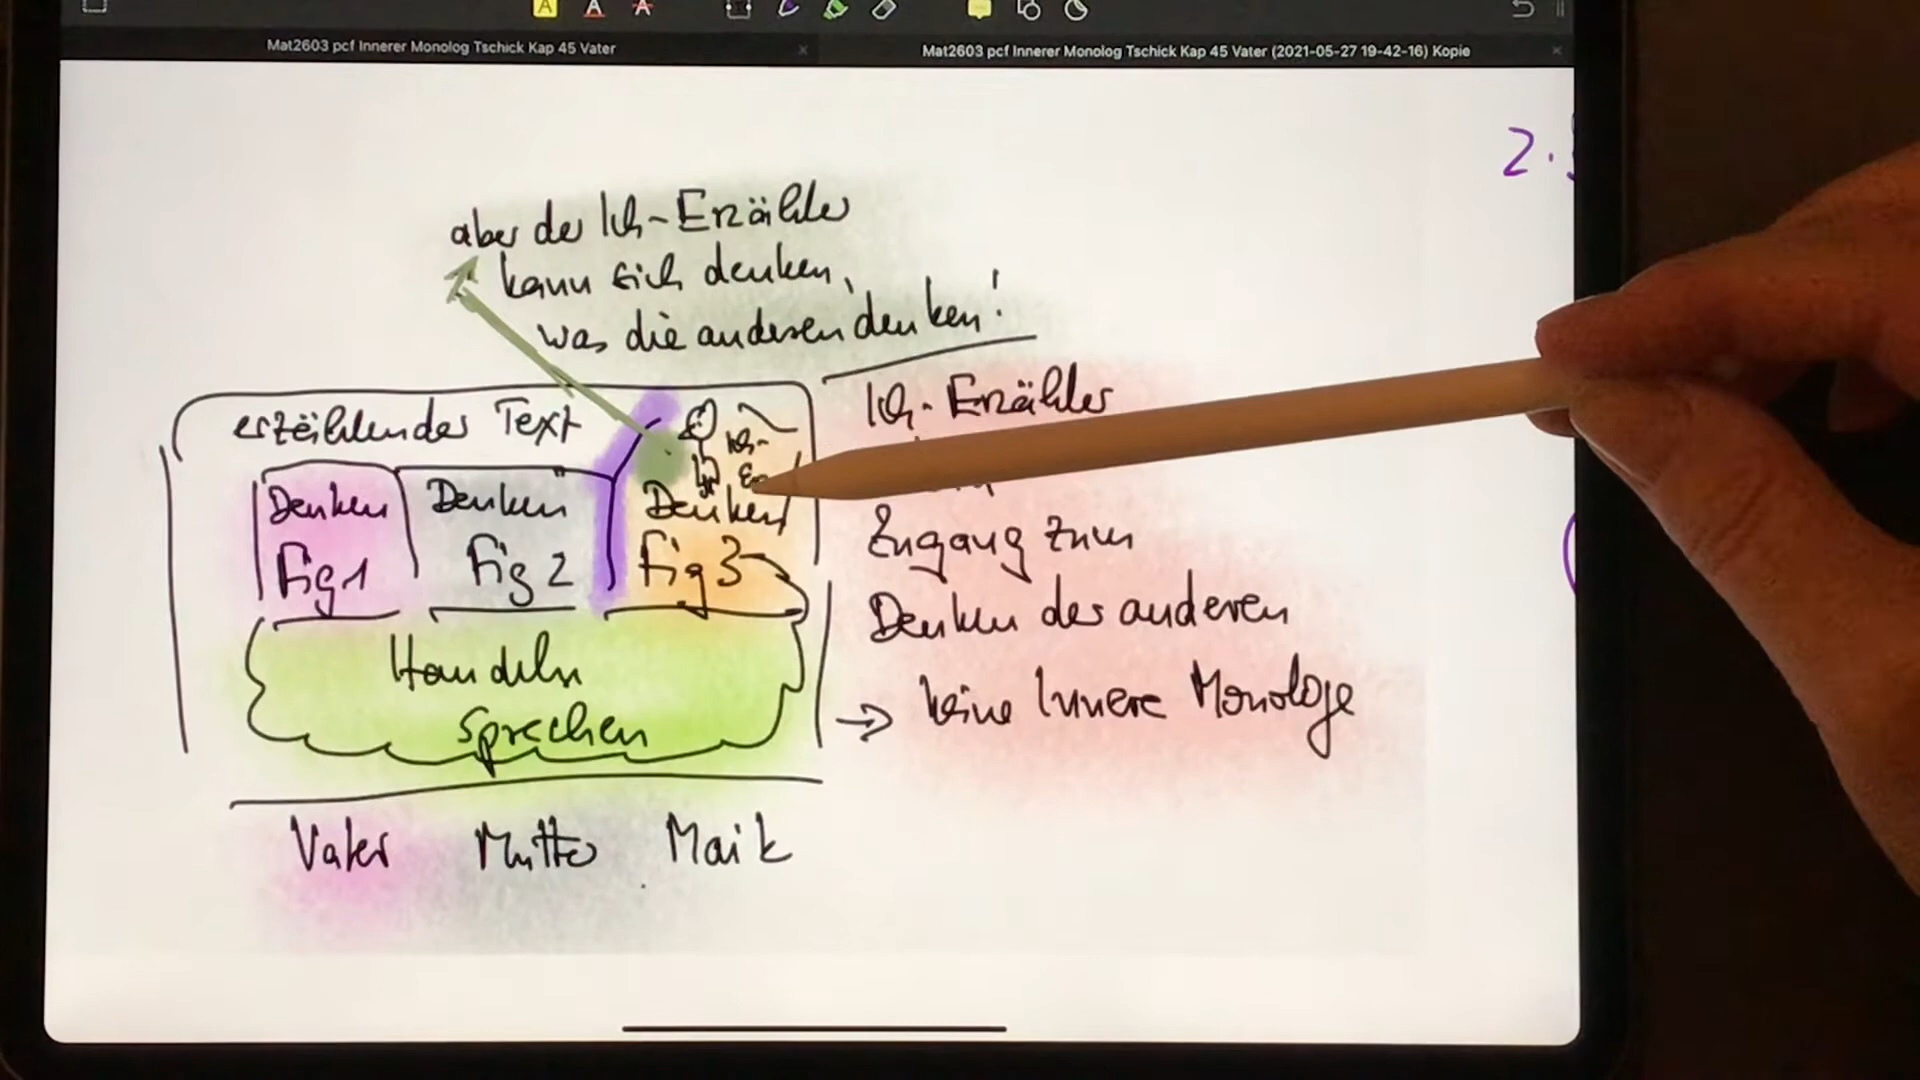 Mat2603 pcf Innerer Monolog Tschick Kap 45 Vater
Mat2603 pcf Innerer Monolog Tschick Kap 45 Vater (2021-05-27 19-42-16) Kopie
2.
aber der Ich-Erzähler
kann sich denken,
was die anderen denken!
erzählender Text
Ich-
Denken
Fig 1
Denken
Fig 2
Denken
Fig 3
Handeln
sprechen
Vater Mutter Maik
Ich-Erzähler
Zugang zum
Denken der anderen
→ keine Innere Monologe